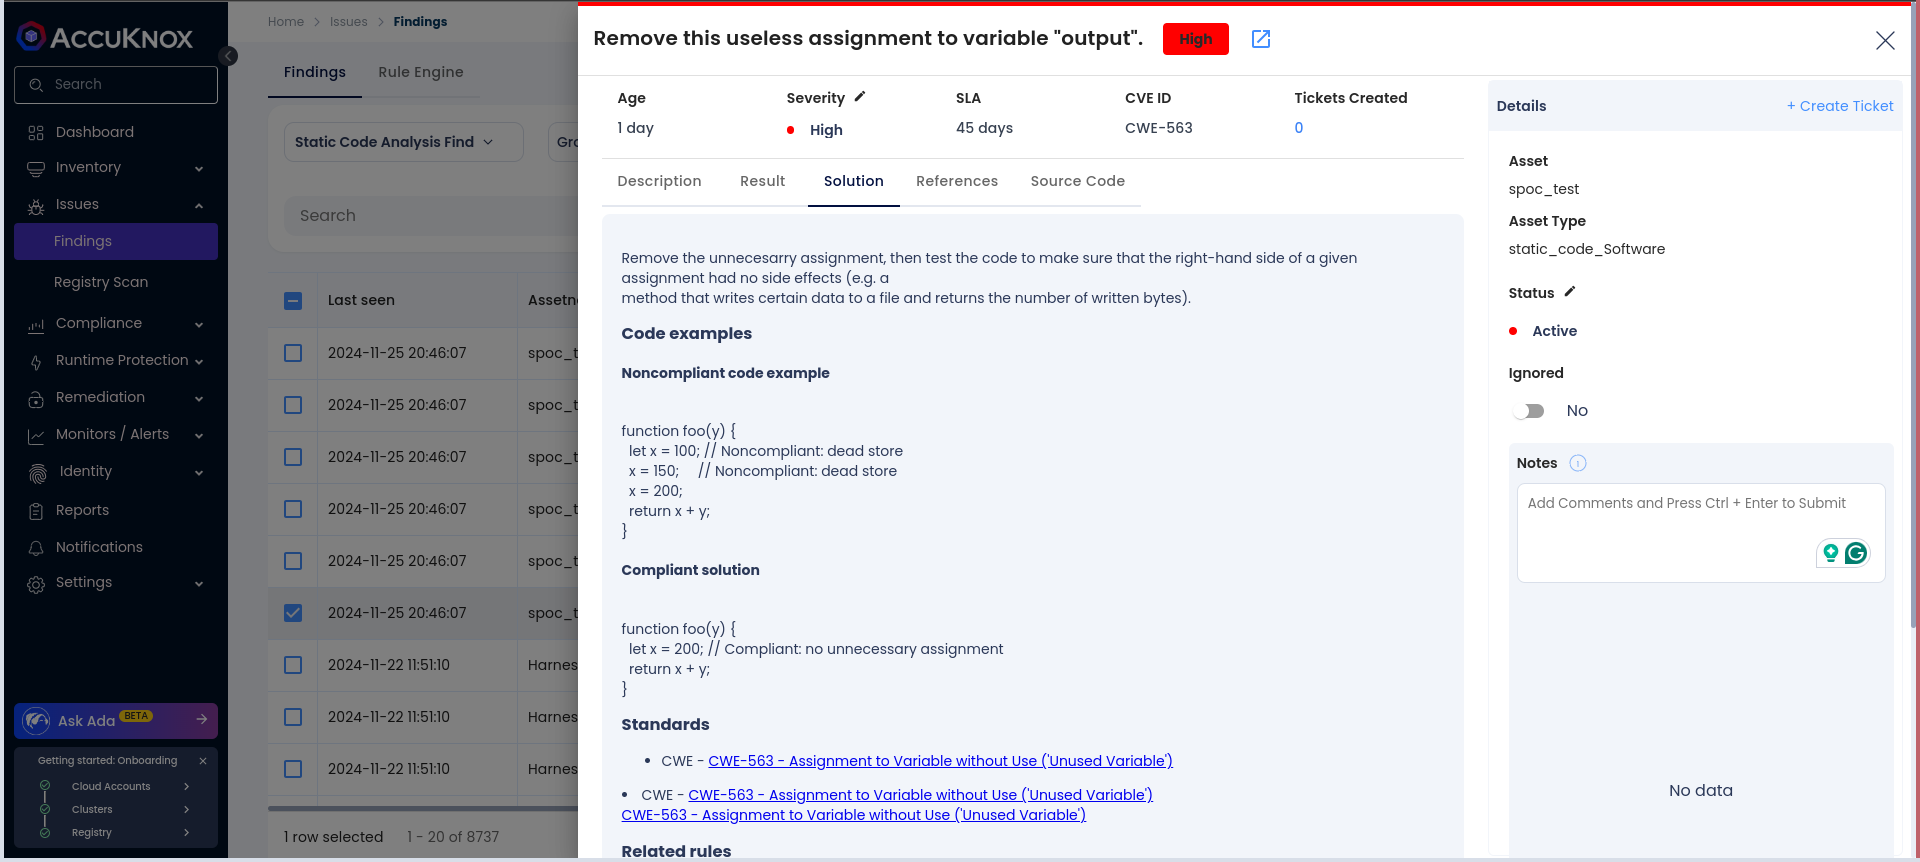 ACCUKNOX
Search
Dashboard
Inventory
Issues
Findings
Registry Scan
Compliance
Runtime Protection
Remediation
Monitors / Alerts
Identity
Reports
Notifications
Settings
Ask Ada BETA
Getting started: Onboarding
Cloud Accounts
Clusters
Registry
Home > Issues > Findings
Findings Rule Engine
Static Code Analysis Find
Search
Last seen
2024-11-25 20:46:07 spoc_t
2024-11-25 20:46:07 spoc_t
2024-11-25 20:46:07 spoc_t
2024-11-25 20:46:07 spoc_t
2024-11-25 20:46:07 spoc_t
2024-11-25 20:46:07 spoc_t
2024-11-22 11:51:10 Harnes
2024-11-22 11:51:10 Harnes
2024-11-22 11:51:10 Harnes
1 row selected 1 - 20 of 8737
Remove this useless assignment to variable "output". High
Age Severity SLA CVE ID Tickets Created
1 day High 45 days CWE-563 0
Description Result Solution References Source Code
Remove the unnecesarry assignment, then test the code to make sure that the right-hand side of a given
assignment had no side effects (e.g. a
method that writes certain data to a file and returns the number of written bytes).
Code examples
Noncompliant code example
function foo(y) {
let x = 100; // Noncompliant: dead store
x = 150; // Noncompliant: dead store
x = 200;
return x + y;
}
Compliant solution
function foo(y) {
let x = 200; // Compliant: no unnecessary assignment
return x + y;
}
Standards
• CWE - CWE-563 - Assignment to Variable without Use ('Unused Variable')
• CWE - CWE-563 - Assignment to Variable without Use ('Unused Variable')
CWE-563 - Assignment to Variable without Use ('Unused Variable')
Related rules
Details + Create Ticket
Asset
spoc_test
Asset Type
static_code_Software
Status
Active
Ignored
No
Notes
Add Comments and Press Ctrl + Enter to Submit
No data